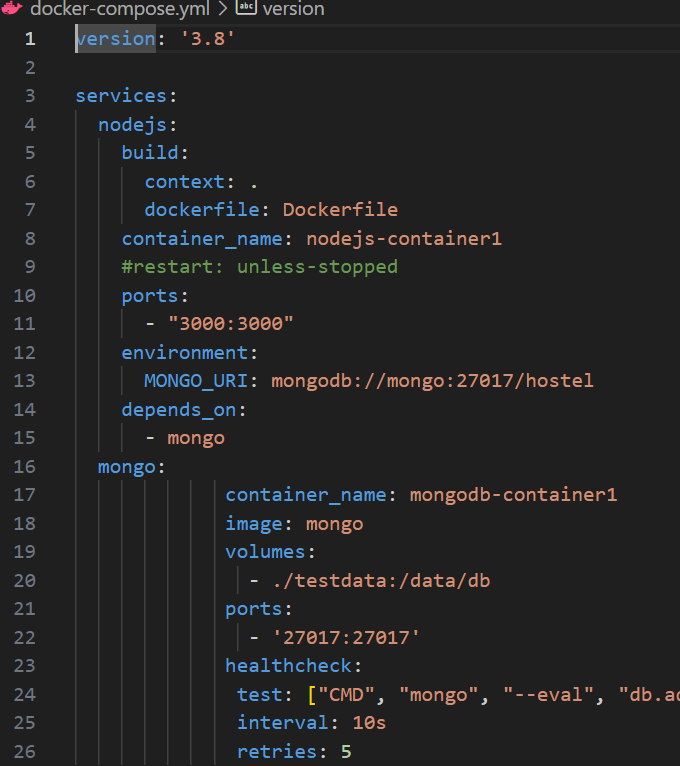 docker-compose.yml > abc version
1 version: '3.8'
2
3 services:
4 nodejs:
5 build:
6 context: .
7 dockerfile: Dockerfile
8 container_name: nodejs-container1
9 #restart: unless-stopped
10 ports:
11 - "3000:3000"
12 environment:
13 MONGO_URI: mongodb://mongo:27017/hostel
14 depends_on:
15 - mongo
16 mongo:
17 container_name: mongodb-container1
18 image: mongo
19 volumes:
20 - ./testdata:/data/db
21 ports:
22 - '27017:27017'
23 healthcheck:
24 test: ["CMD", "mongo", "--eval", "db.ad
25 interval: 10s
26 retries: 5